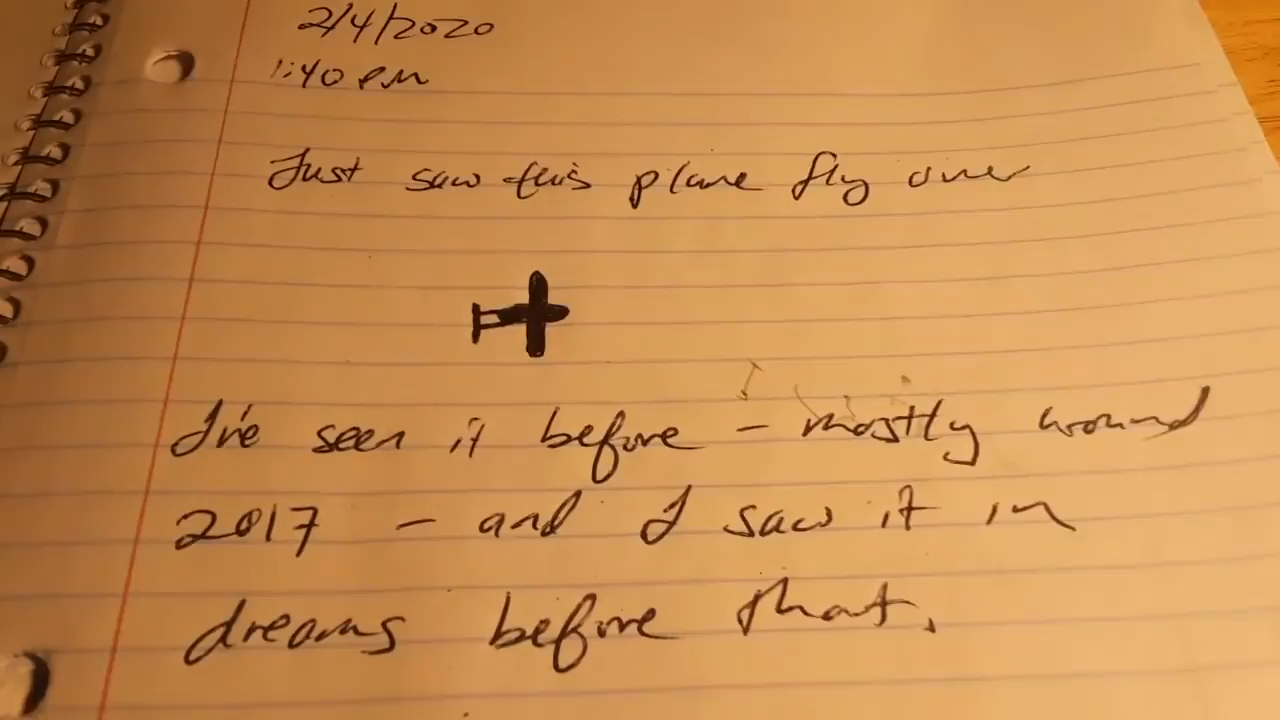 2/4/2020
1:40 PM
Just saw this plane fly over
I've seen it before - mostly around
2017 - and I saw it in
dreams before that.